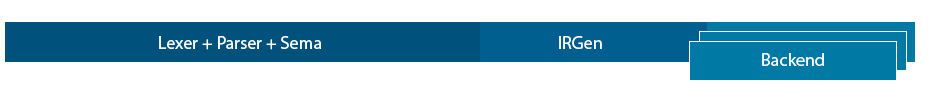 Lexer + Parser + Sema
IRGen
Backend